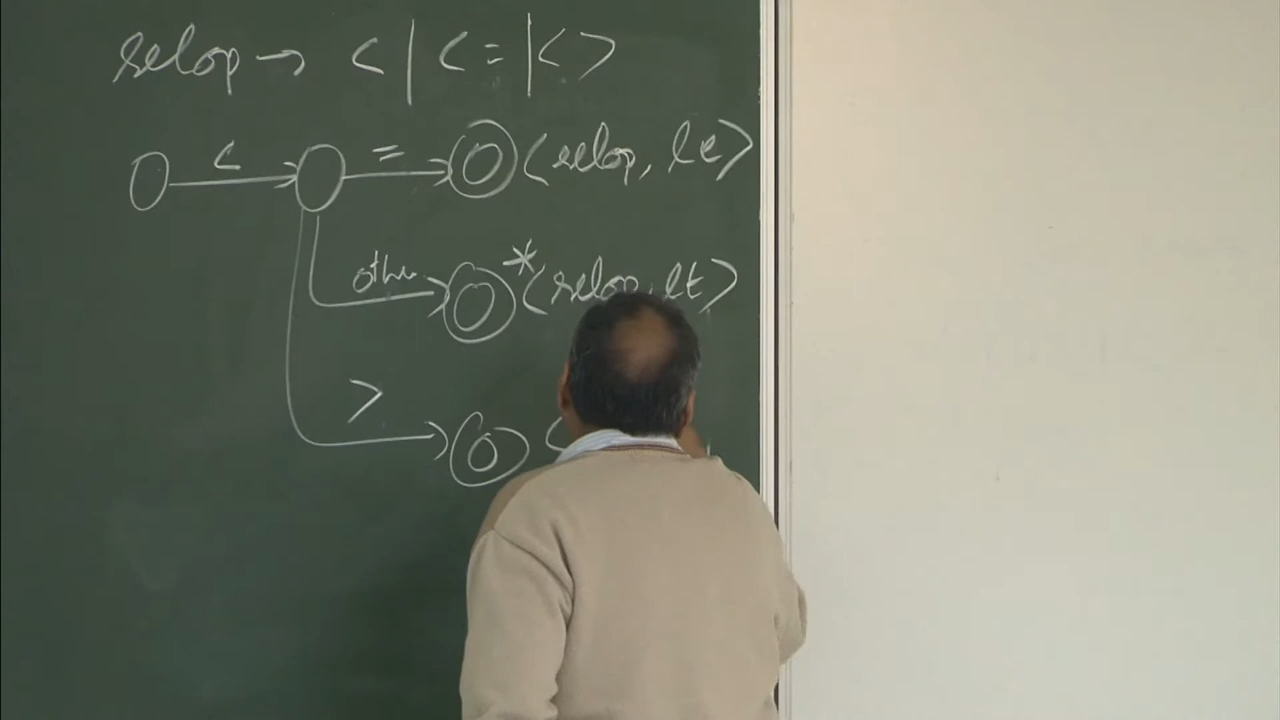 relop → < | <= | <>
< = (relop, le>
other * (relop, lt>
> <